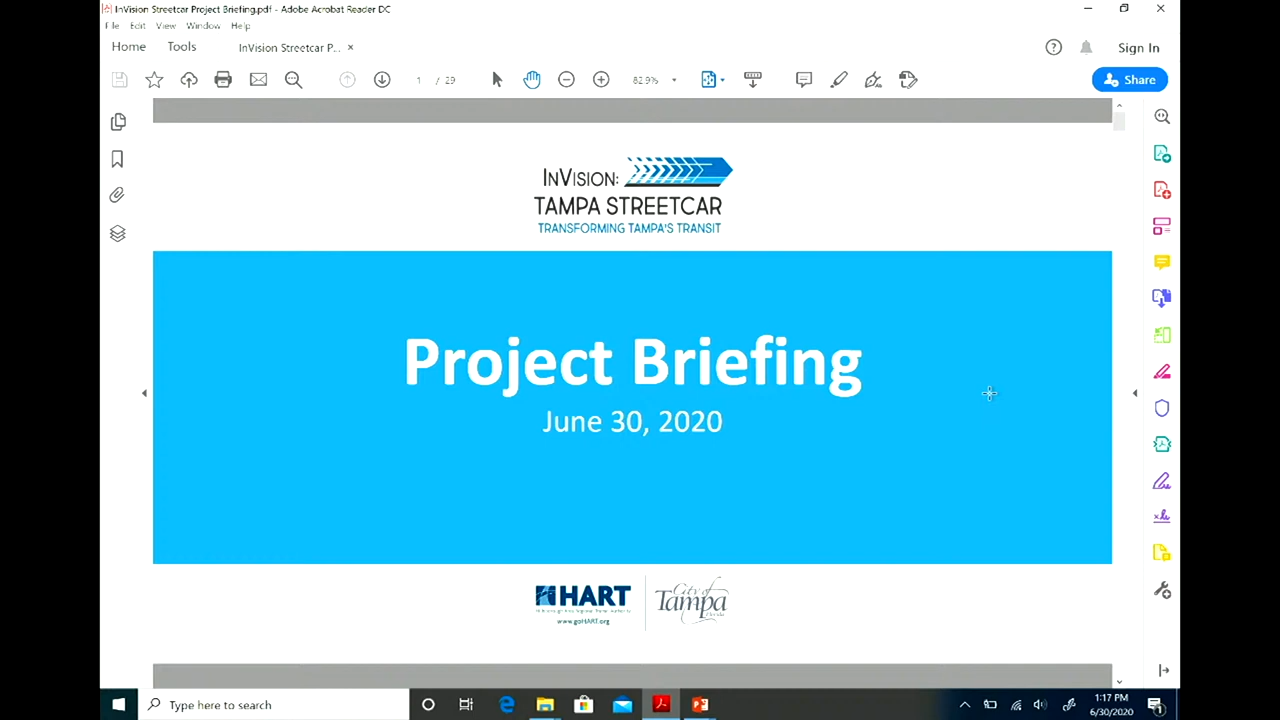 InVision Streetcar Project Briefing.pdf - Adobe Acrobat Reader DC
File Edit View Window Help
Home Tools InVision Streetcar P... ×
Sign In
1 / 29
82.9%
Share
INVISION:
TAMPA STREETCAR
TRANSFORMING TAMPA'S TRANSIT
Project Briefing
June 30, 2020
HART
www.goHART.org
City of
Tampa
Type here to search
1:17 PM
6/30/2020
1